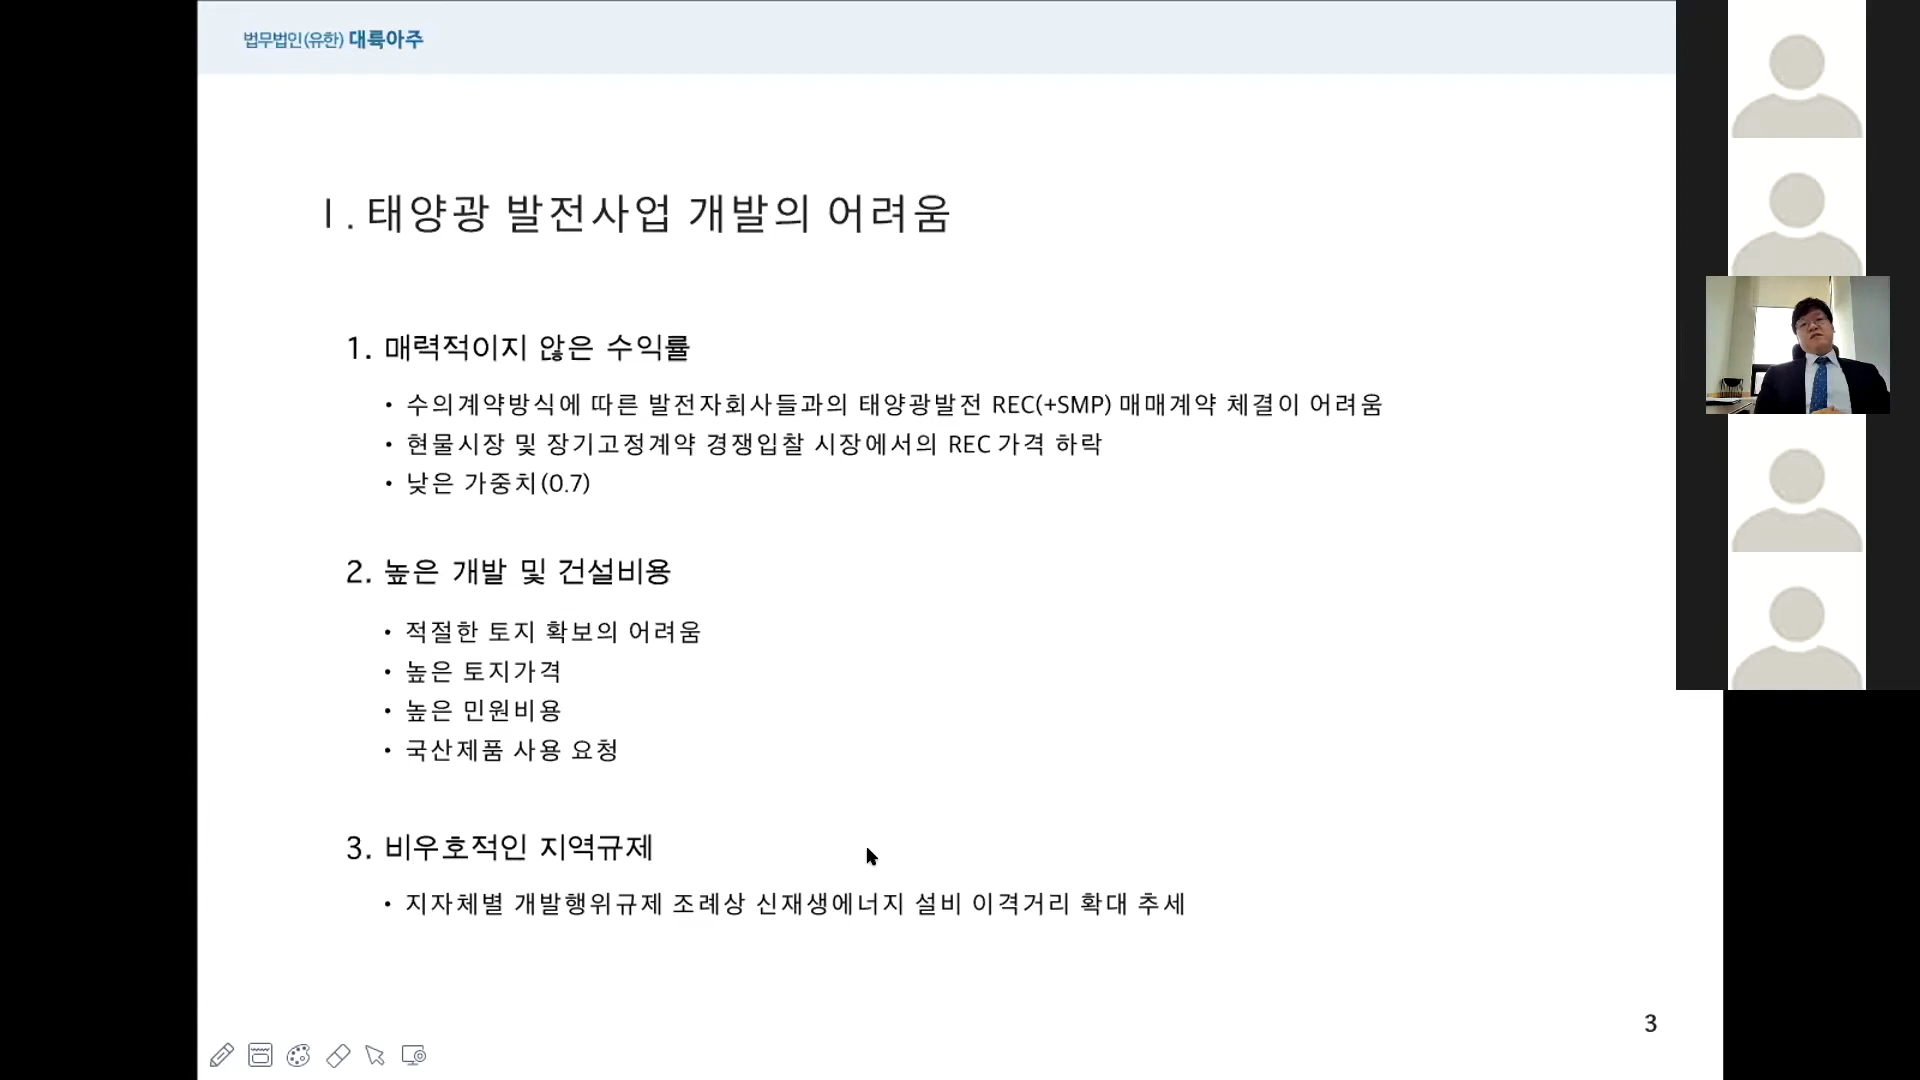 법무법인(유한) 대륙아주
Ⅰ. 태양광 발전사업 개발의 어려움
1. 매력적이지 않은 수익률
• 수의계약방식에 따른 발전자회사들과의 태양광발전 REC(+SMP) 매매계약 체결이 어려움
• 현물시장 및 장기고정계약 경쟁입찰 시장에서의 REC 가격 하락
• 낮은 가중치(0.7)
2. 높은 개발 및 건설비용
• 적절한 토지 확보의 어려움
• 높은 토지가격
• 높은 민원비용
• 국산제품 사용 요청
3. 비우호적인 지역규제
• 지자체별 개발행위규제 조례상 신재생에너지 설비 이격거리 확대 추세
3